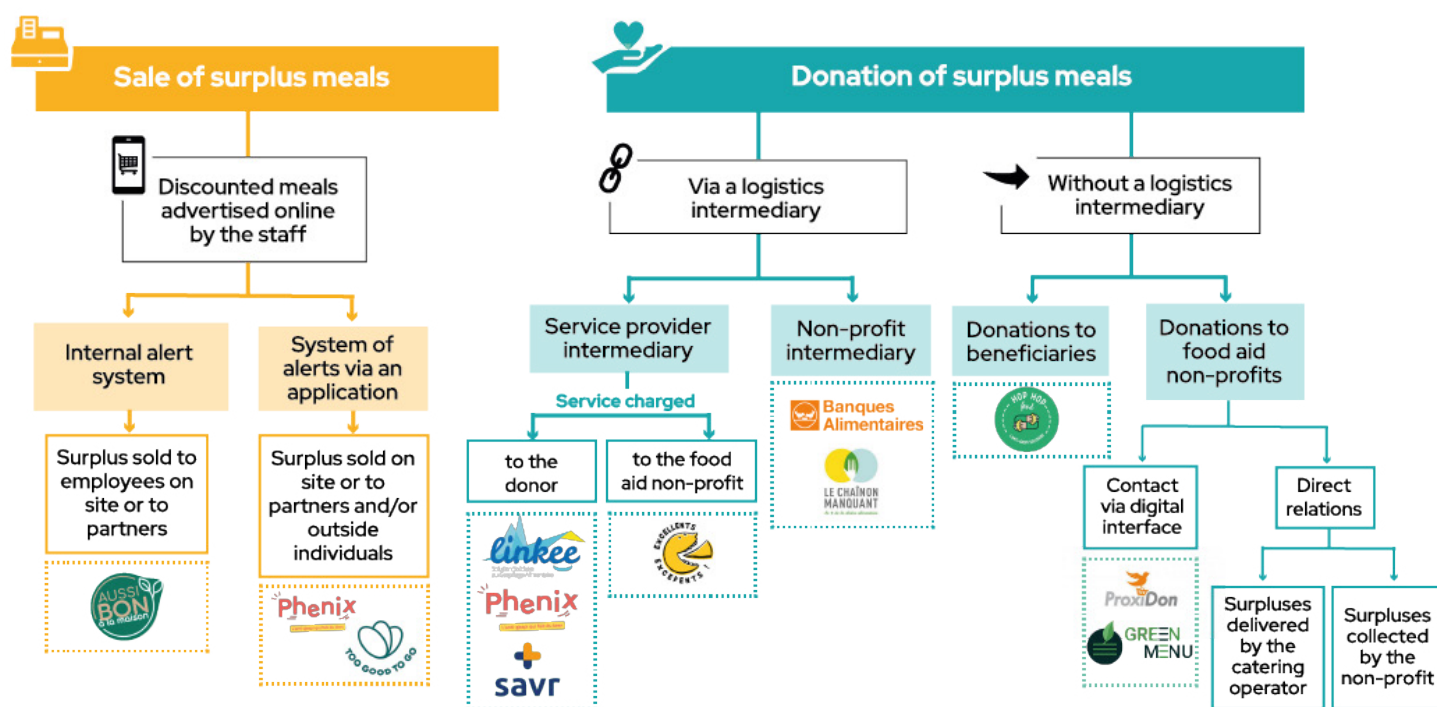 Sale of surplus meals
Donation of surplus meals
Discounted meals
advertised online
by the staff
Via a logistics
intermediary
Without a logistics
intermediary
Internal alert
system
System of
alerts via an
application
Service provider
intermediary
Non-profit
intermediary
Donations to
beneficiaries
Donations to
food aid
non-profits
Service charged
Surplus sold to
employees on
site or to
partners
Surplus sold on
site or to
partners and/or
outside
individuals
to the
donor
to the food
aid non-profit
Banques
Alimentaires
LE CHAÎNON
MANQUANT
HOP HOP
food
Contact
via digital
interface
Direct
relations
AUSSI
BON
à la maison
Phenix
TOO GOOD TO GO
linkee
Phenix
savr
EXCELLENTS
EXCÉDENTS !
ProxiDon
GREEN
MENU
Surpluses
delivered
by the
catering
operator
Surpluses
collected
by the
non-profit